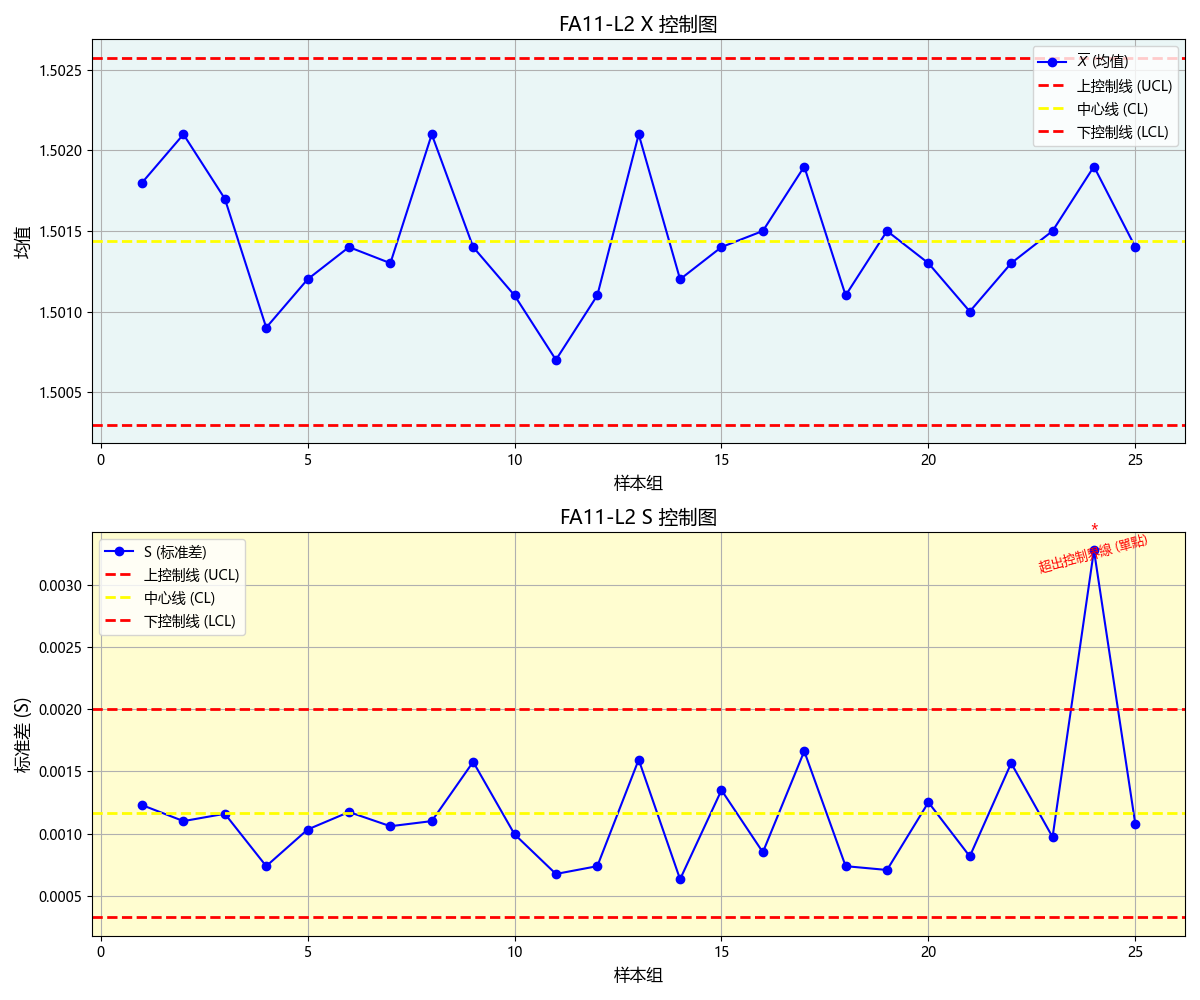 FA11-L2 X 控制图
1.5025
1.5020
1.5015
1.5010
1.5005
均值
X (均值)
上控制线 (UCL)
中心线 (CL)
下控制线 (LCL)
0 5 10 15 20 25
样本组
FA11-L2 S 控制图
*
超出控制界線 (單點)
0.0030
0.0025
0.0020
0.0015
0.0010
0.0005
标准差 (S)
S (标准差)
上控制线 (UCL)
中心线 (CL)
下控制线 (LCL)
0 5 10 15 20 25
样本组